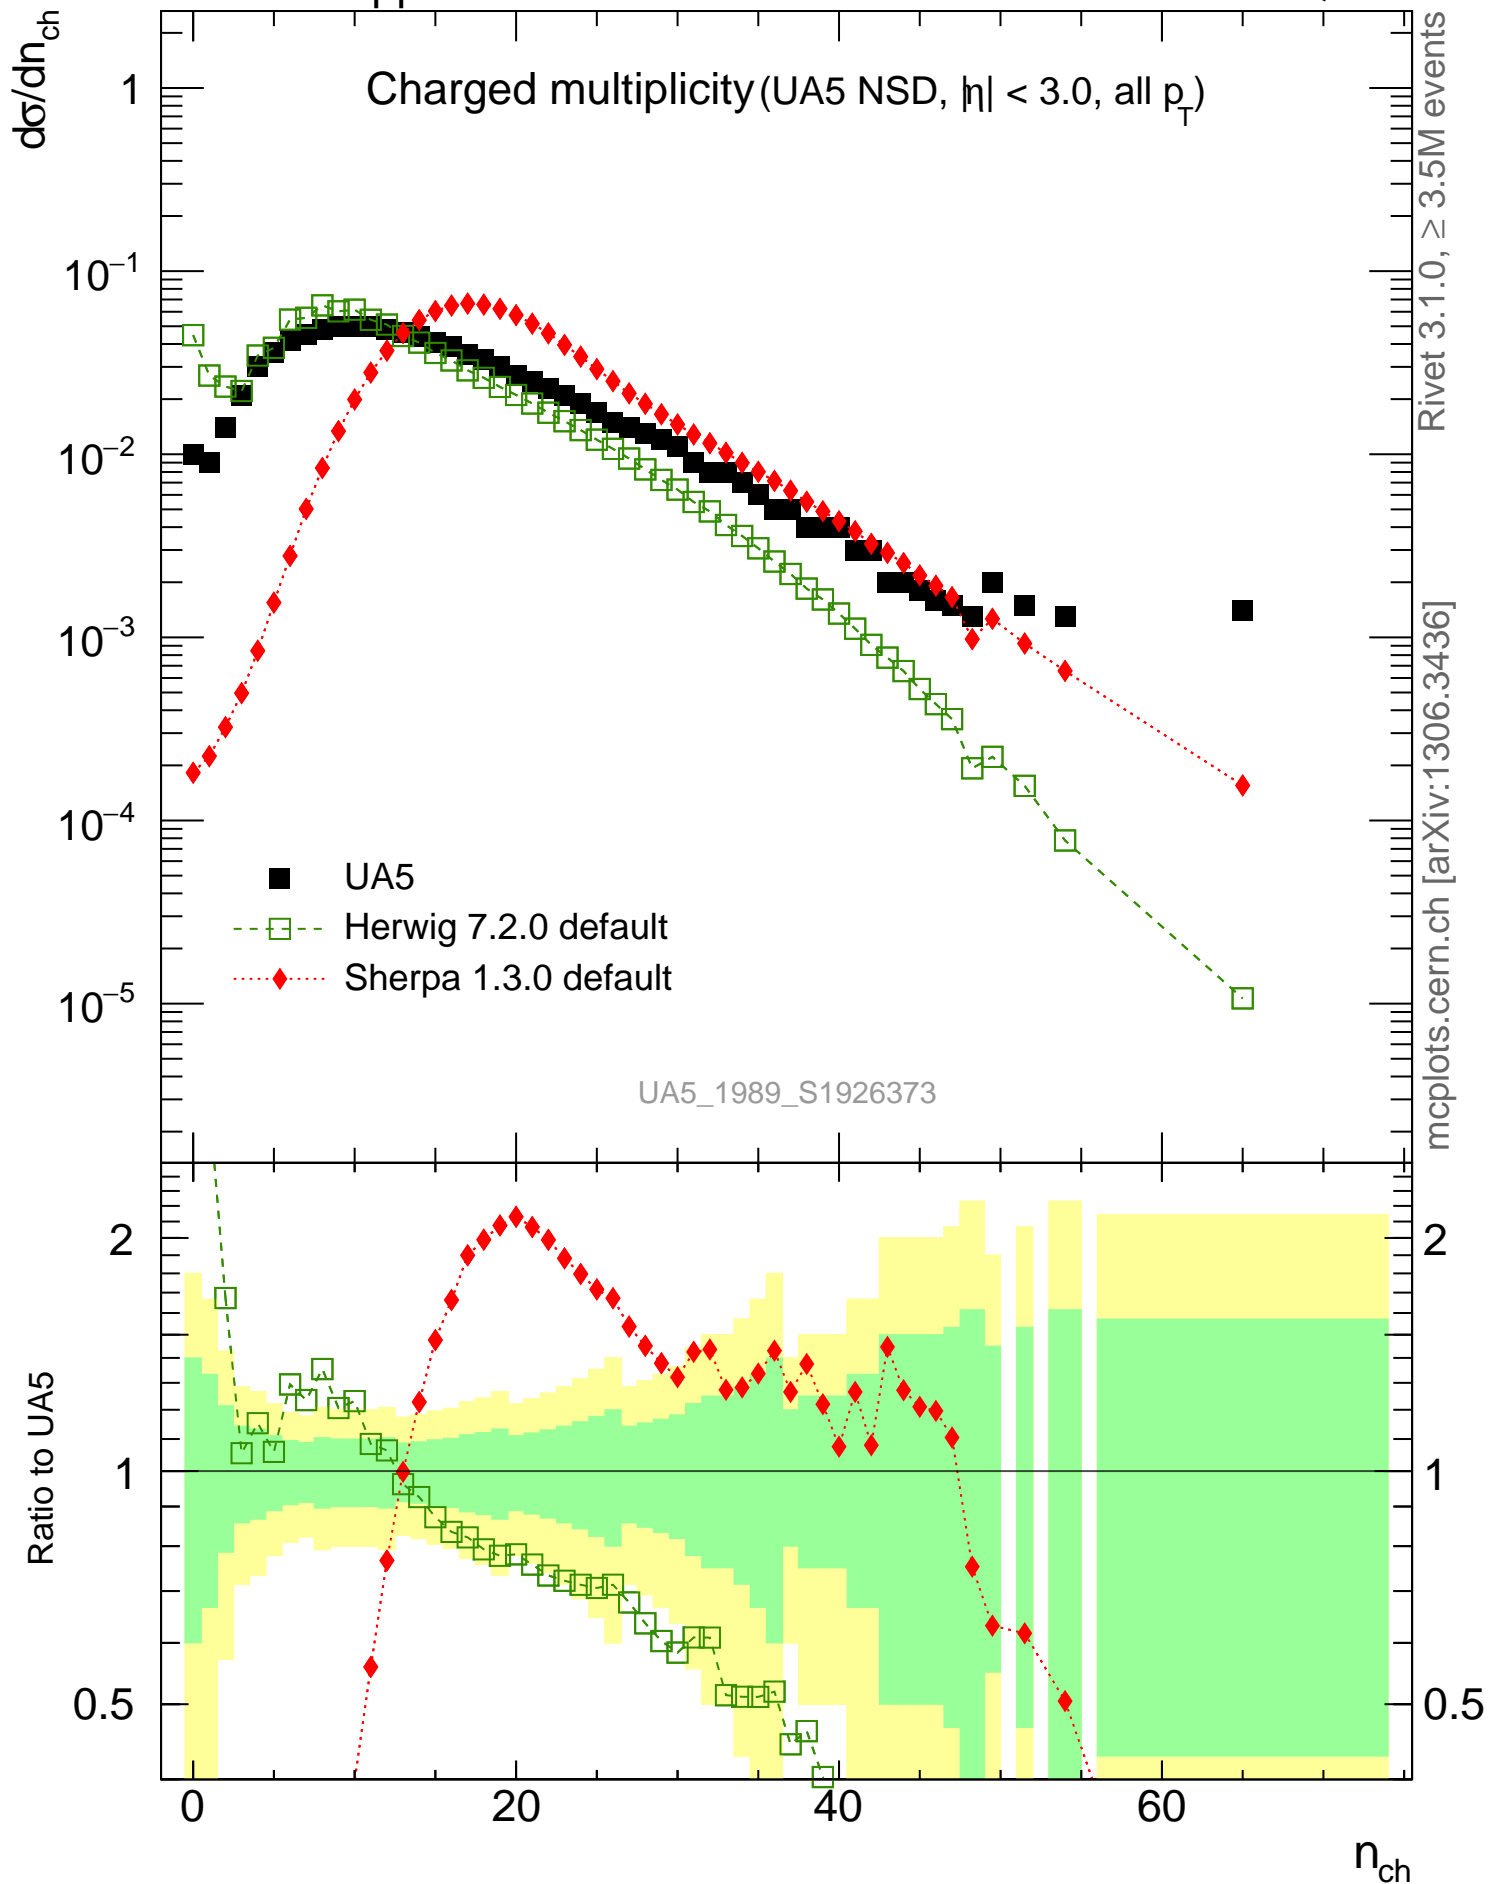 dσ/dn_ch
Charged multiplicity (UA5 NSD, |η| < 3.0, all p_T)
1
10^−1
10^−2
10^−3
10^−4
10^−5
UA5
Herwig 7.2.0 default
Sherpa 1.3.0 default
UA5_1989_S1926373
Rivet 3.1.0, ≥ 3.5M events
mcplots.cern.ch [arXiv:1306.3436]
Ratio to UA5
2
1
0.5
2
1
0.5
0 20 40 60
n_ch